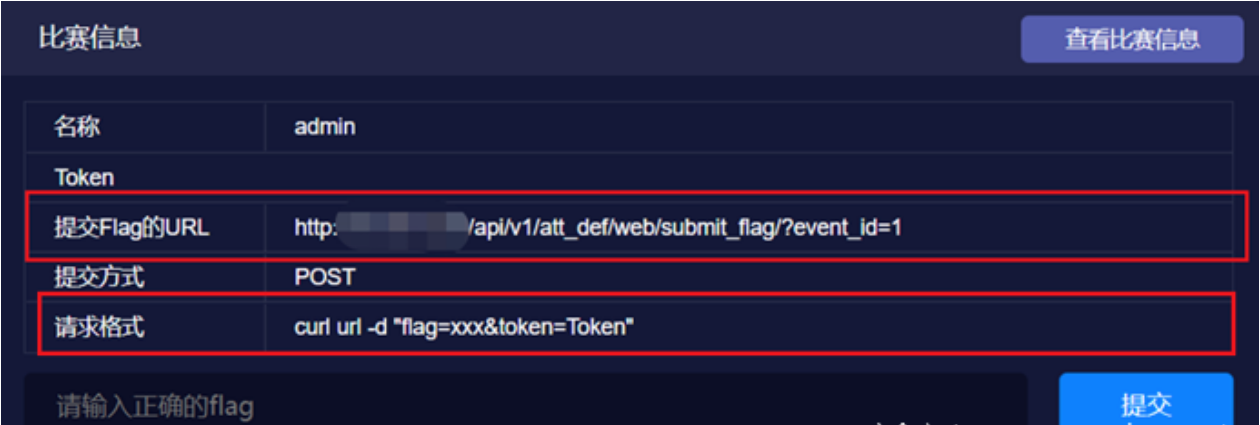 比赛信息 查看比赛信息
名称 admin
Token
提交Flag的URL http: /api/v1/att_def/web/submit_flag/?event_id=1
提交方式 POST
请求格式 curl url -d "flag=xxx&token=Token"
请输入正确的flag 提交